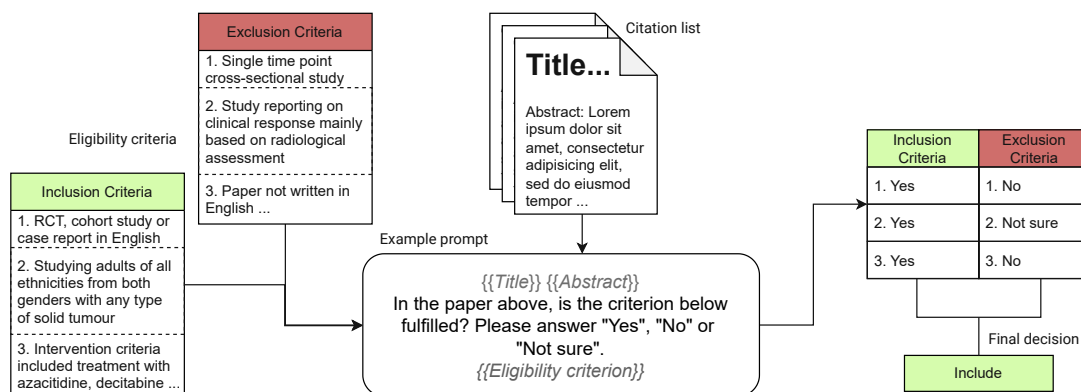 Exclusion Criteria
1. Single time point
cross-sectional study
2. Study reporting on
clinical response mainly
based on radiological
assessment
3. Paper not written in
English ...
Eligibility criteria
Inclusion Criteria
1. RCT, cohort study or
case report in English
2. Studying adults of all
ethnicities from both
genders with any type
of solid tumour
3. Intervention criteria
included treatment with
azacitidine, decitabine ...
Citation list
Title...
Abstract: Lorem
ipsum dolor sit
amet, consectetur
adipisicing elit,
sed do eiusmod
tempor ...
Example prompt
{{Title}} {{Abstract}}
In the paper above, is the criterion below
fulfilled? Please answer "Yes", "No" or
"Not sure".
{{Eligibility criterion}}
Inclusion
Criteria
Exclusion
Criteria
1. Yes
1. No
2. Yes
2. Not sure
3. Yes
3. No
Final decision
Include